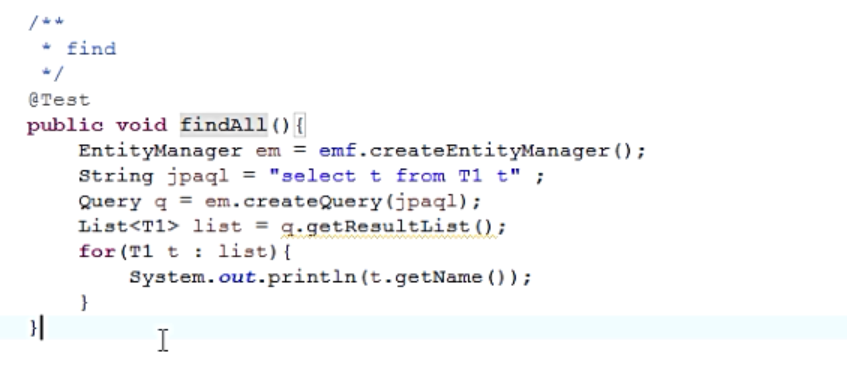 /**
 * find
 */
@Test
public void findAll(){
    EntityManager em = emf.createEntityManager();
    String jpaql = "select t from T1 t" ;
    Query q = em.createQuery(jpaql);
    List<T1> list = q.getResultList();
    for(T1 t : list){
        System.out.println(t.getName());
    }
}